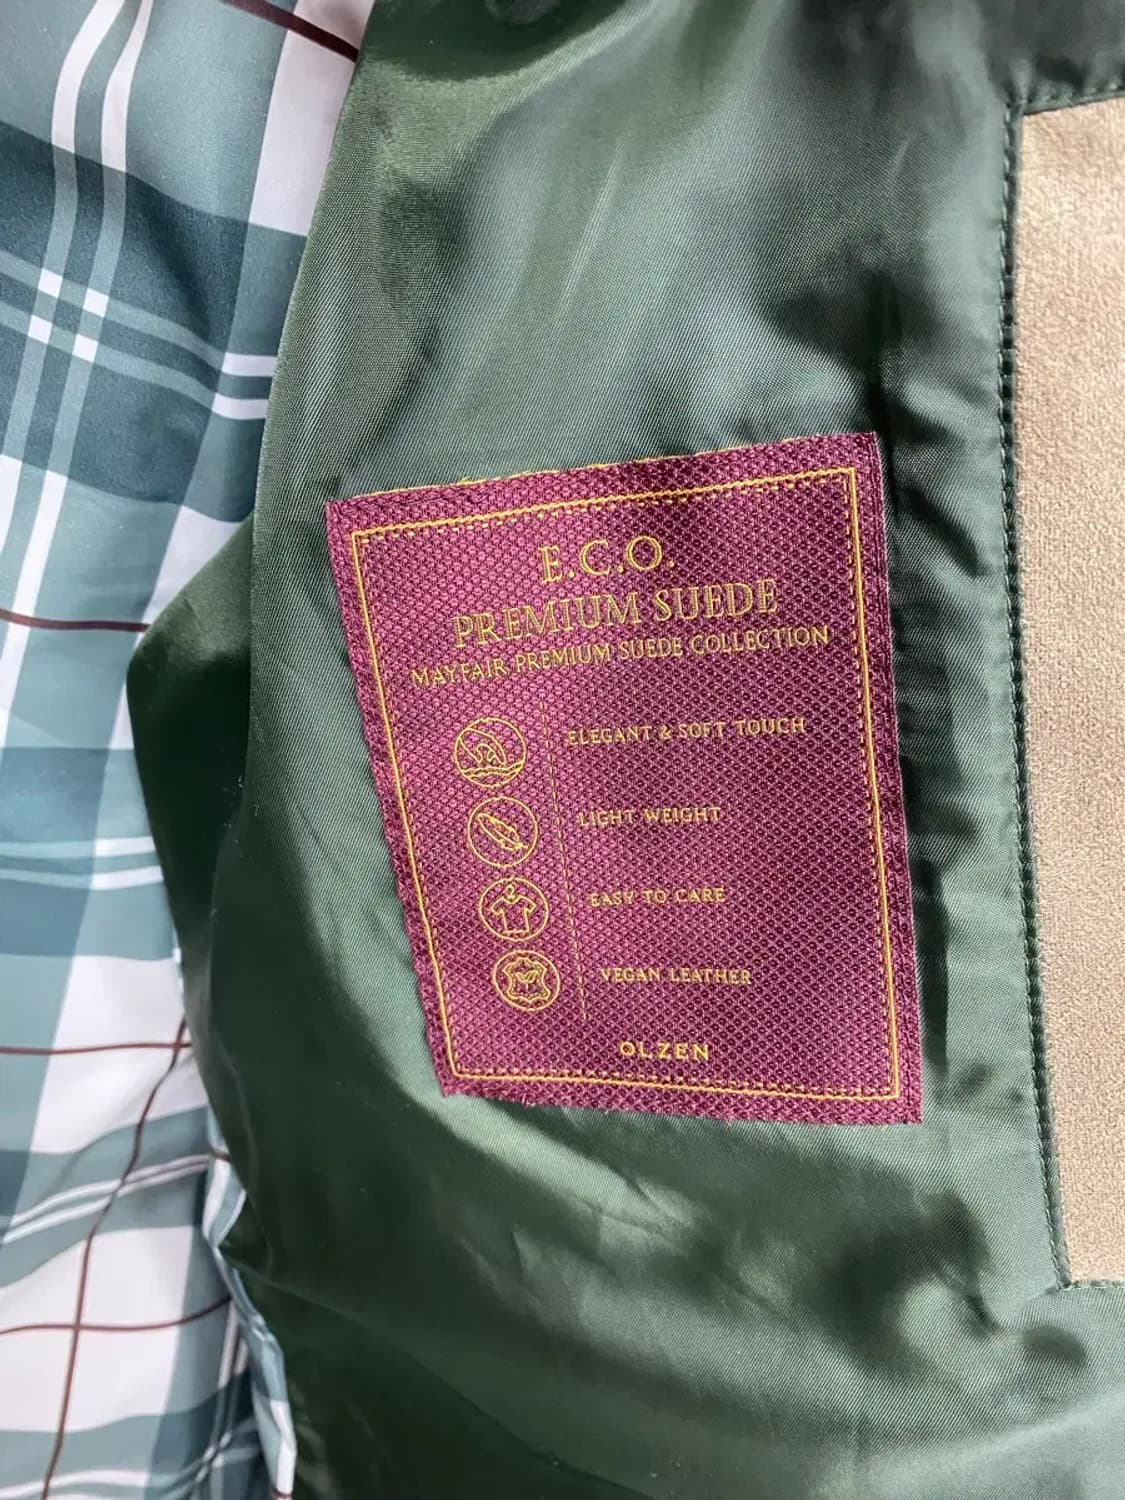 E.C.O.
PREMIUM SUEDE
MAYFAIR PREMIUM SUEDE COLLECTION
ELEGANT & SOFT TOUCH
LIGHT WEIGHT
EASY TO CARE
VEGAN LEATHER
OLZEN